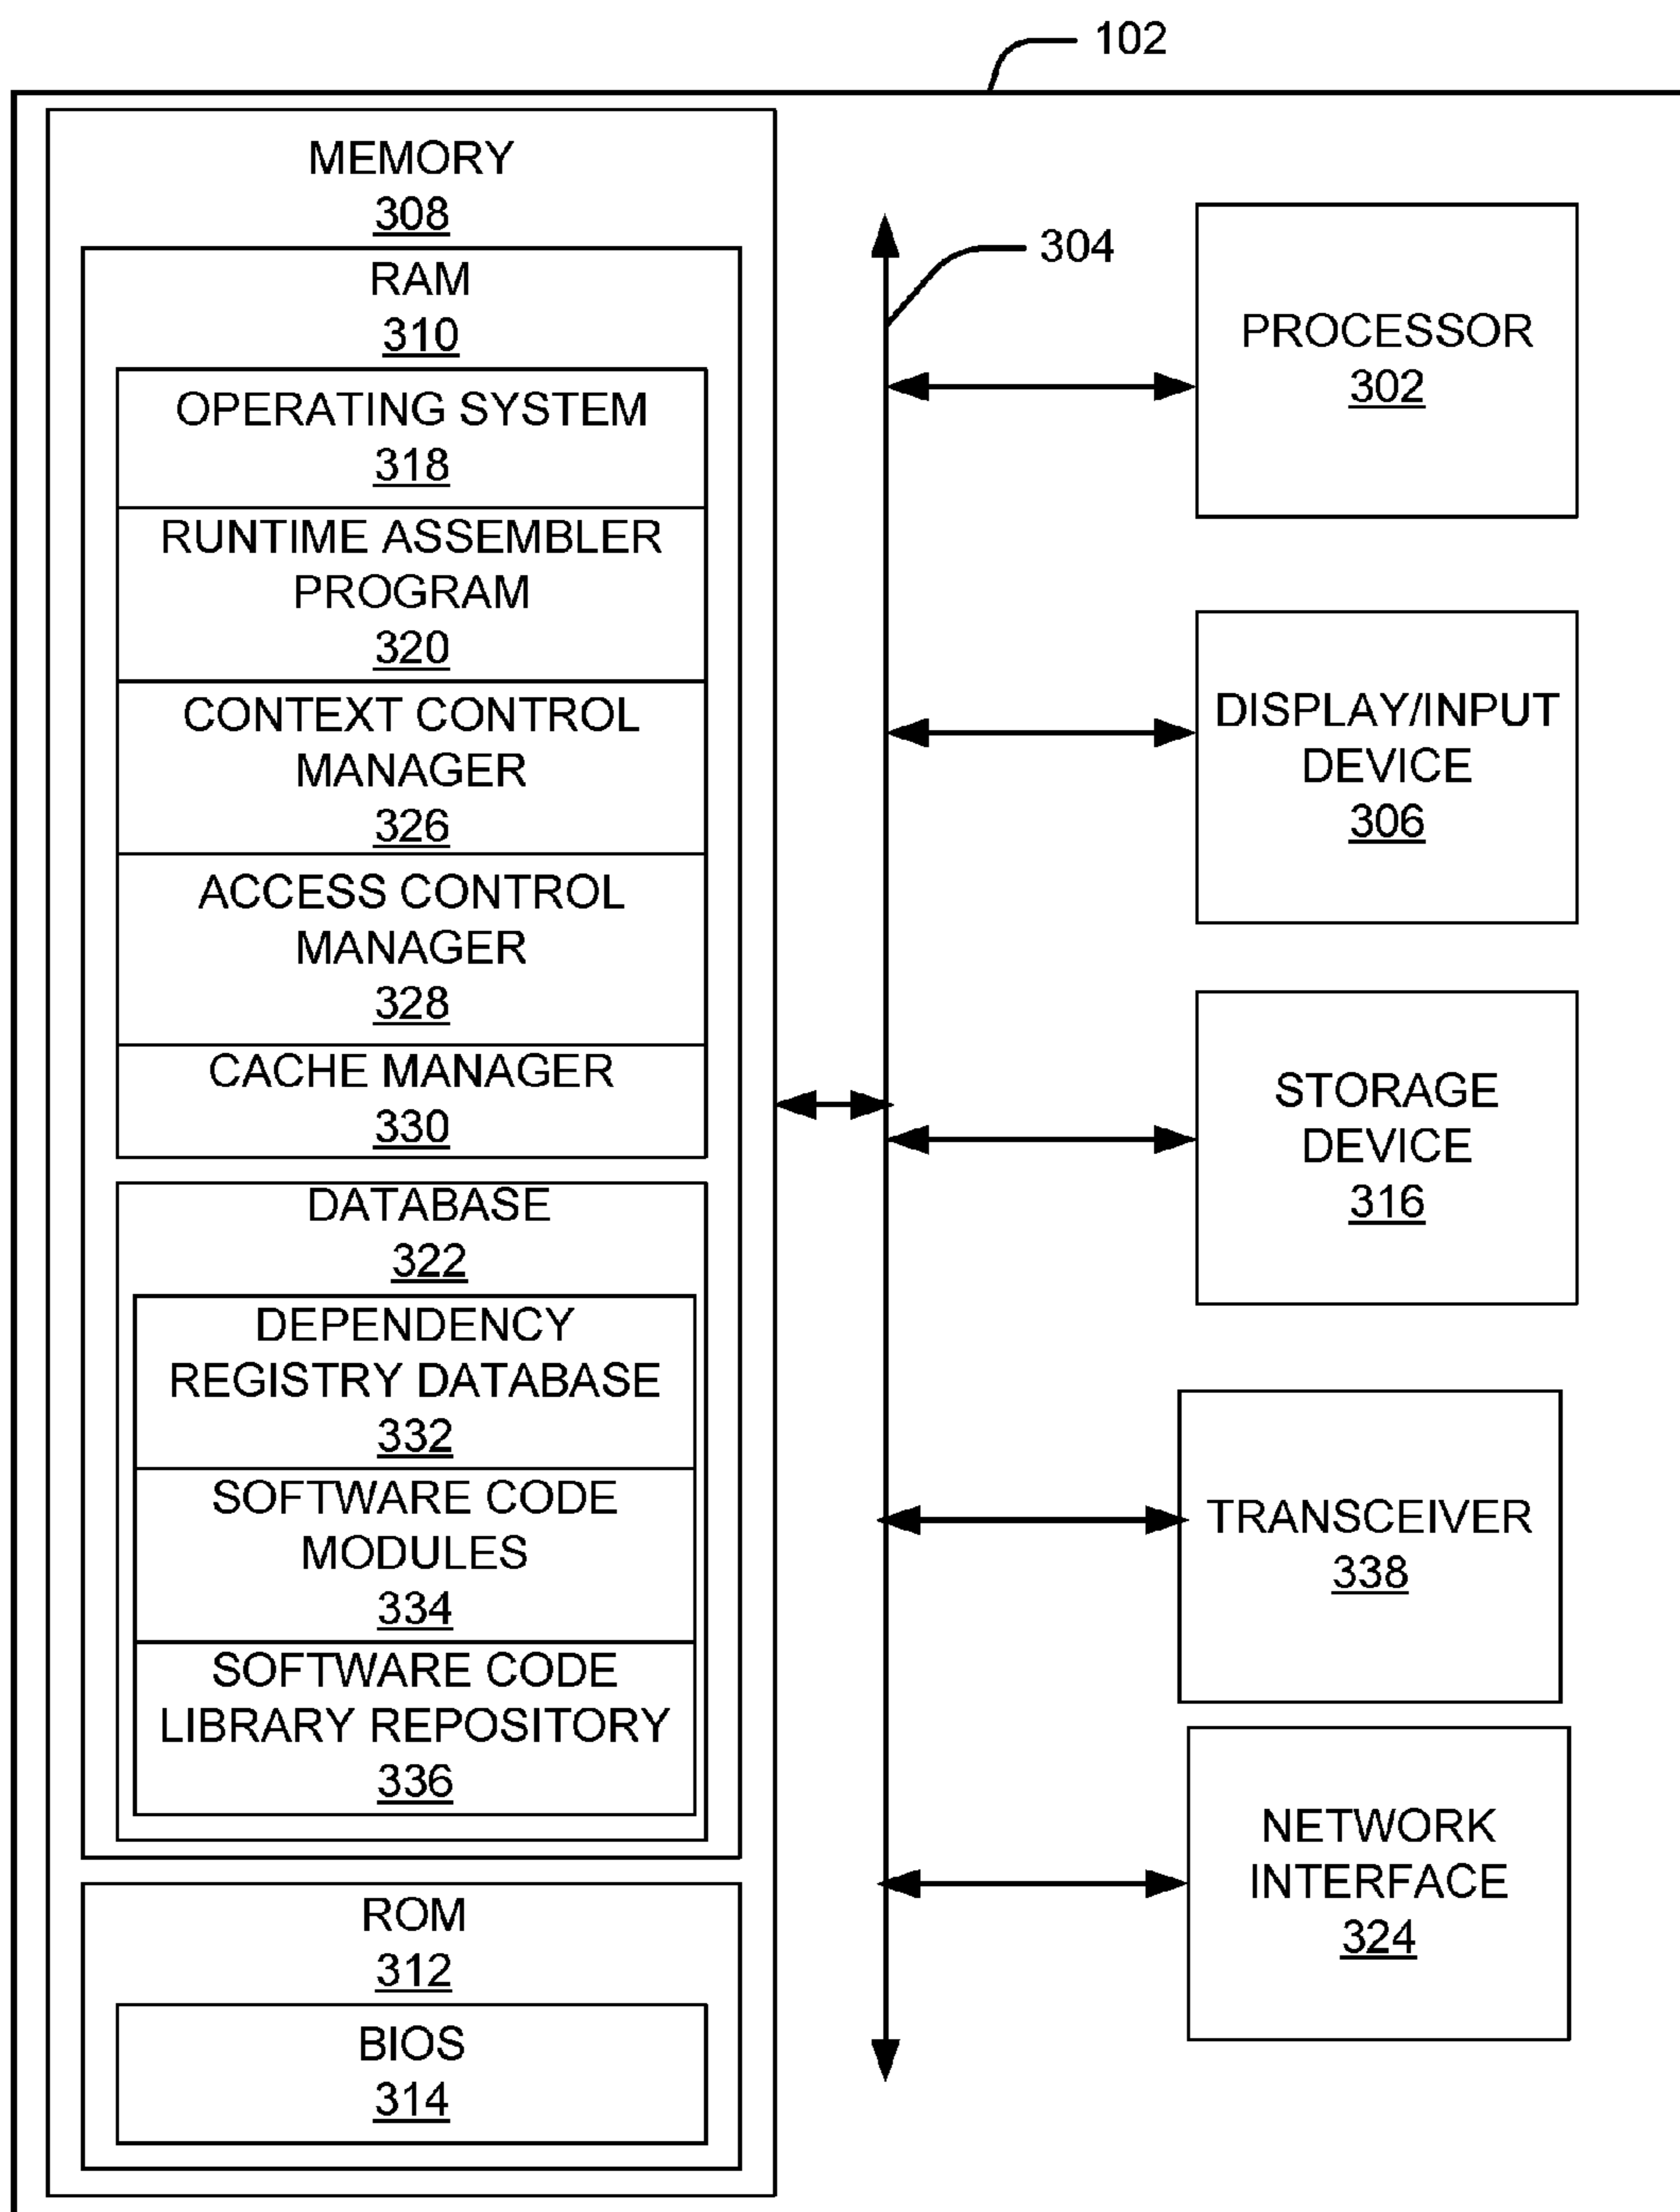 102
MEMORY
308
RAM
310
OPERATING SYSTEM
318
RUNTIME ASSEMBLER
PROGRAM
320
CONTEXT CONTROL
MANAGER
326
ACCESS CONTROL
MANAGER
328
CACHE MANAGER
330
DATABASE
322
DEPENDENCY
REGISTRY DATABASE
332
SOFTWARE CODE
MODULES
334
SOFTWARE CODE
LIBRARY REPOSITORY
336
ROM
312
BIOS
314
304
PROCESSOR
302
DISPLAY/INPUT
DEVICE
306
STORAGE
DEVICE
316
TRANSCEIVER
338
NETWORK
INTERFACE
324